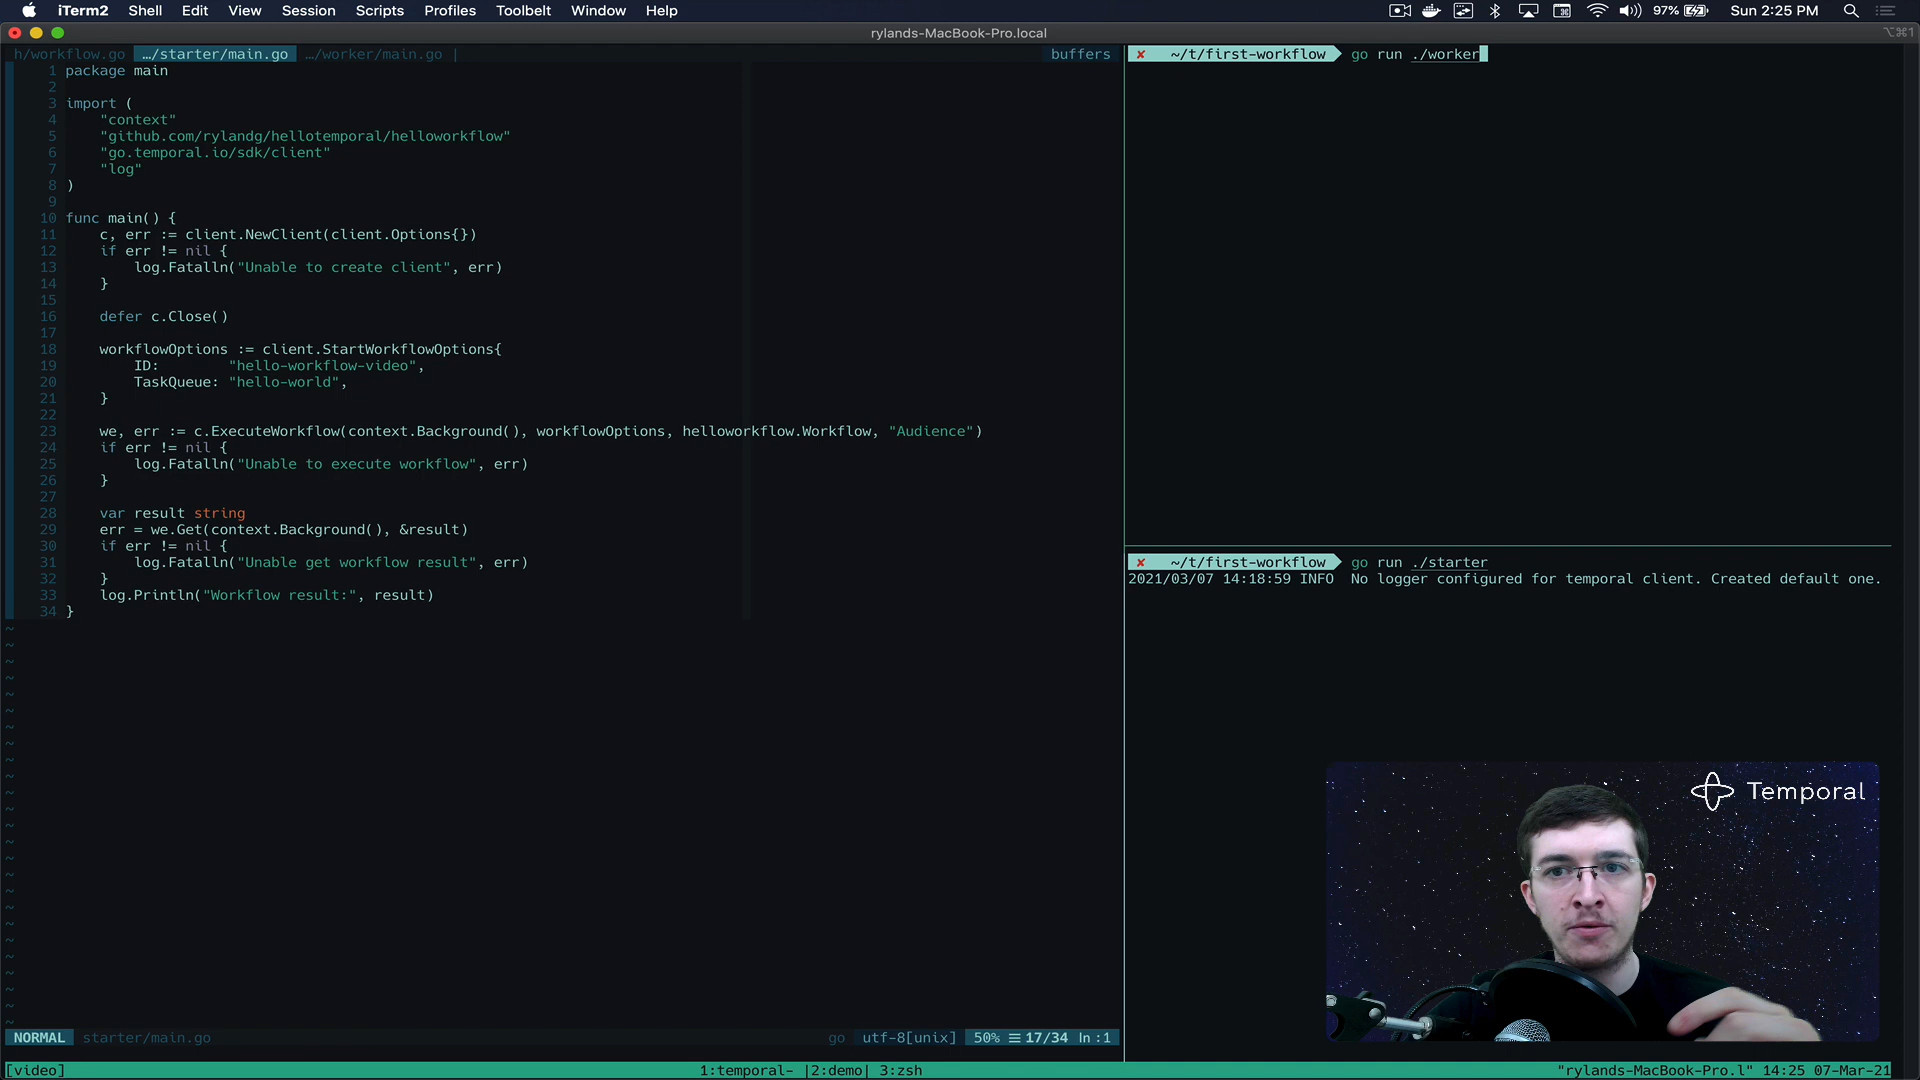 iTerm2 Shell Edit View Session Scripts Profiles Toolbelt Window Help
97% Sun 2:25 PM
rylands-MacBook-Pro.local
⌥⌘1
h/workflow.go …/starter/main.go …/worker/main.go | buffers
1 package main
2
3 import (
4 "context"
5 "github.com/rylandg/hellotemporal/helloworkflow"
6 "go.temporal.io/sdk/client"
7 "log"
8 )
9
10 func main() {
11 c, err := client.NewClient(client.Options{})
12 if err != nil {
13 log.Fatalln("Unable to create client", err)
14 }
15
16 defer c.Close()
17
18 workflowOptions := client.StartWorkflowOptions{
19 ID: "hello-workflow-video",
20 TaskQueue: "hello-world",
21 }
22
23 we, err := c.ExecuteWorkflow(context.Background(), workflowOptions, helloworkflow.Workflow, "Audience")
24 if err != nil {
25 log.Fatalln("Unable to execute workflow", err)
26 }
27
28 var result string
29 err = we.Get(context.Background(), &result)
30 if err != nil {
31 log.Fatalln("Unable get workflow result", err)
32 }
33 log.Println("Workflow result:", result)
34 }
NORMAL starter/main.go go utf-8[unix] 50% ☰ 17/34 ln :1
✘ ~/t/first-workflow go run ./worker
✘ ~/t/first-workflow go run ./starter
2021/03/07 14:18:59 INFO No logger configured for temporal client. Created default one.
Temporal
[video] 1:temporal- |2:demo| 3:zsh "rylands-MacBook-Pro.l" 14:25 07-Mar-21